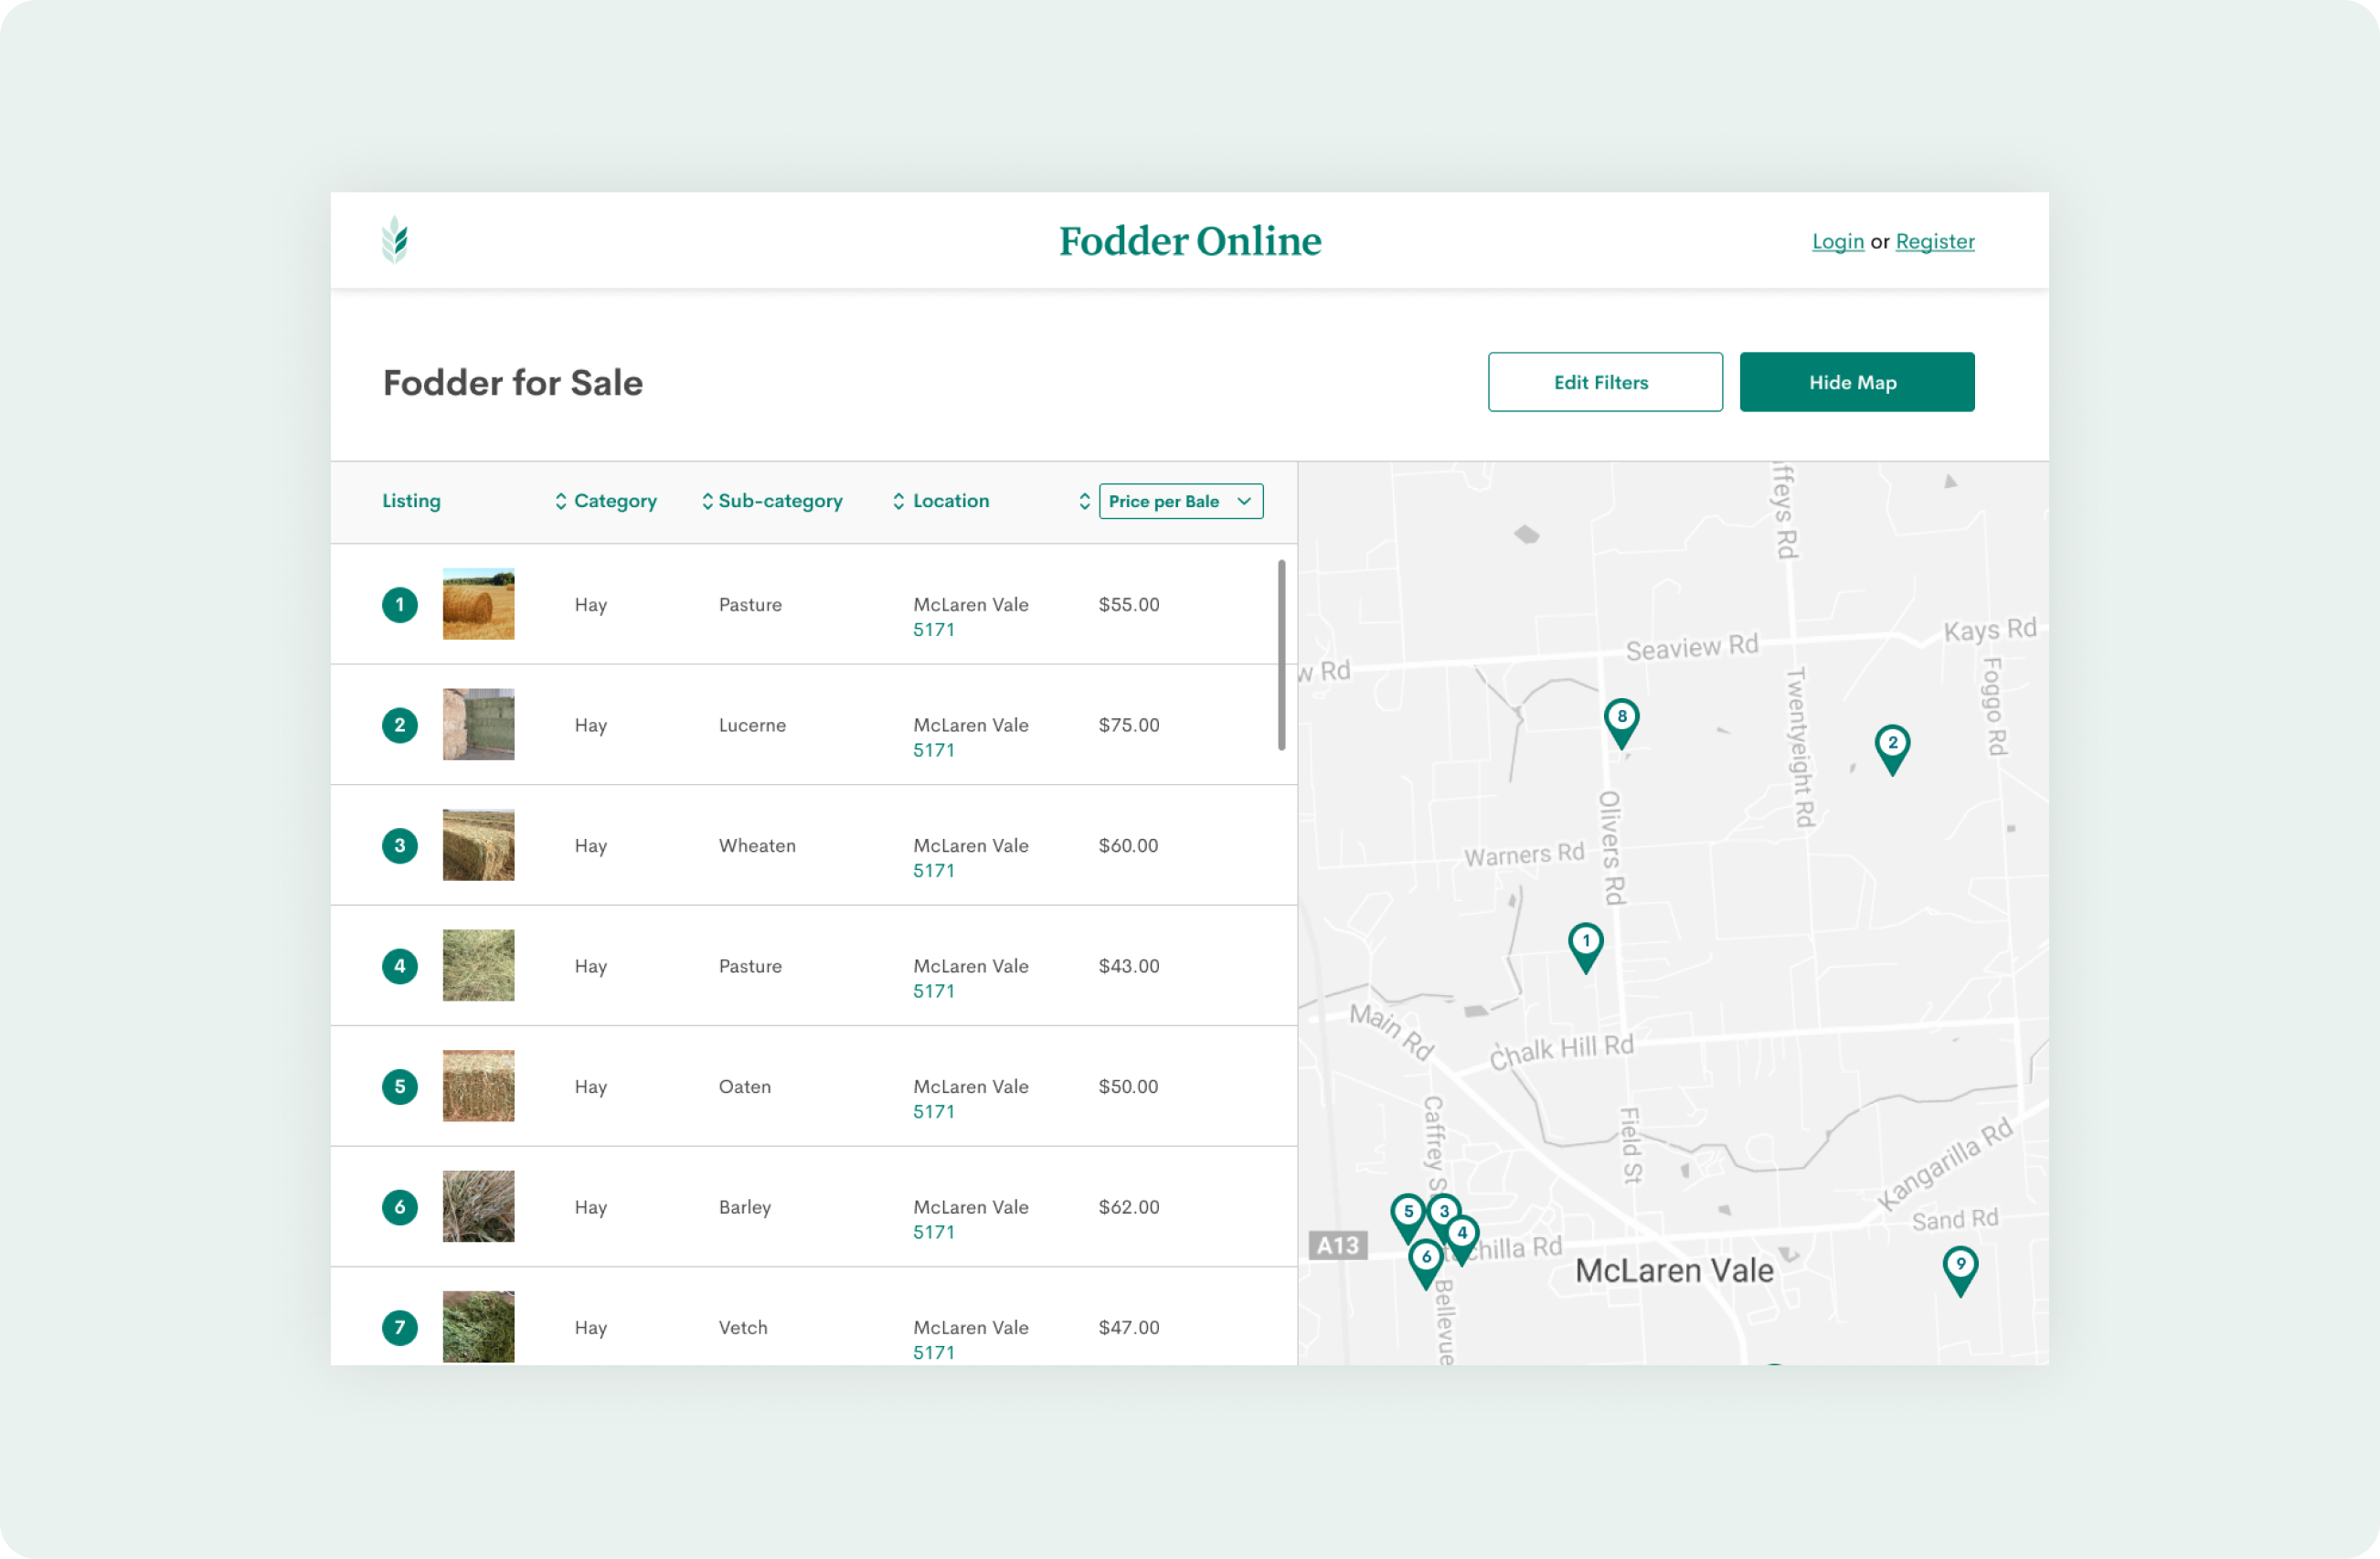 Fodder Online
Login or Register
Fodder for Sale
Edit Filters
Hide Map
Listing
Category
Sub-category
Location
Price per Bale
1
Hay
Pasture
McLaren Vale
5171
$55.00
2
Hay
Lucerne
McLaren Vale
5171
$75.00
3
Hay
Wheaten
McLaren Vale
5171
$60.00
4
Hay
Pasture
McLaren Vale
5171
$43.00
5
Hay
Oaten
McLaren Vale
5171
$50.00
6
Hay
Barley
McLaren Vale
5171
$62.00
7
Hay
Vetch
McLaren Vale
5171
$47.00
ffeys Rd
Kays Rd
Seaview Rd
w Rd
Foggo Rd
Twentyeight Rd
8
2
Olivers Rd
Warners Rd
1
Main Rd
Chalk Hill Rd
Caffrey S
Field St
Kangarilla Rd
5
3
4
6
Sand Rd
A13
chilla Rd
McLaren Vale
9
Bellevue